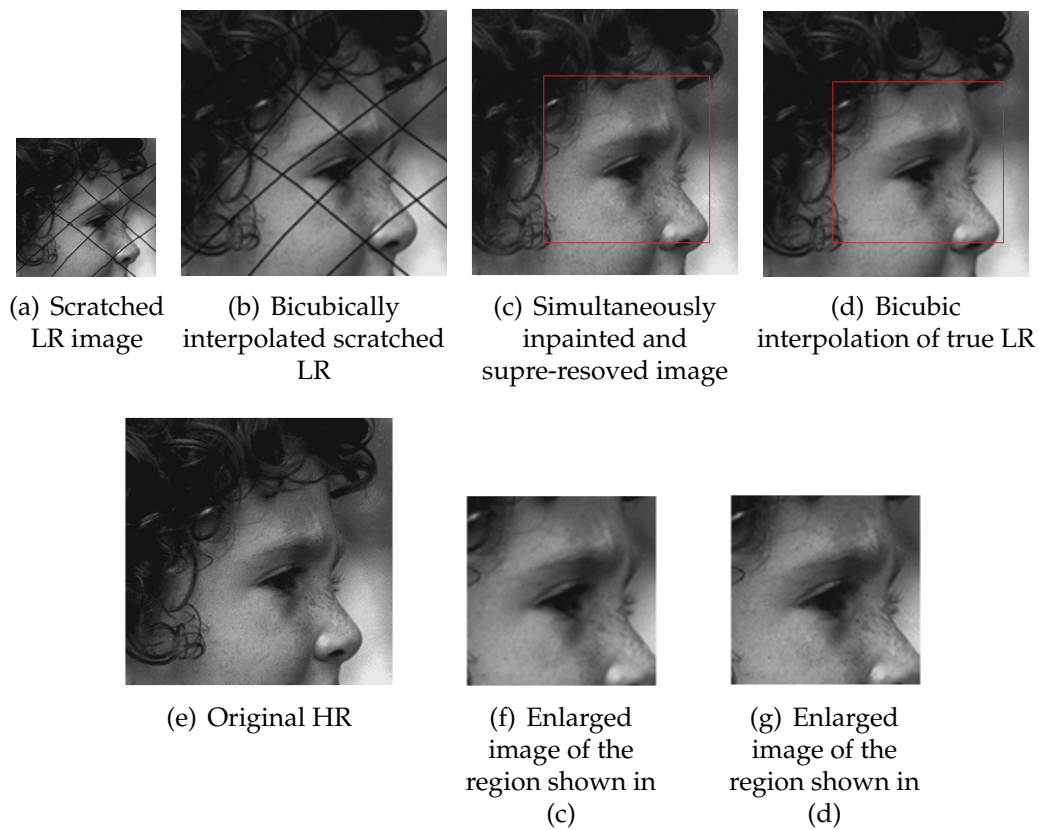 (a) Scratched
LR image
(b) Bicubically
interpolated scratched
LR
(c) Simultaneously
inpainted and
supre-resoved image
(d) Bicubic
interpolation of true LR
(e) Original HR
(f) Enlarged
image of the
region shown in
(c)
(g) Enlarged
image of the
region shown in
(d)